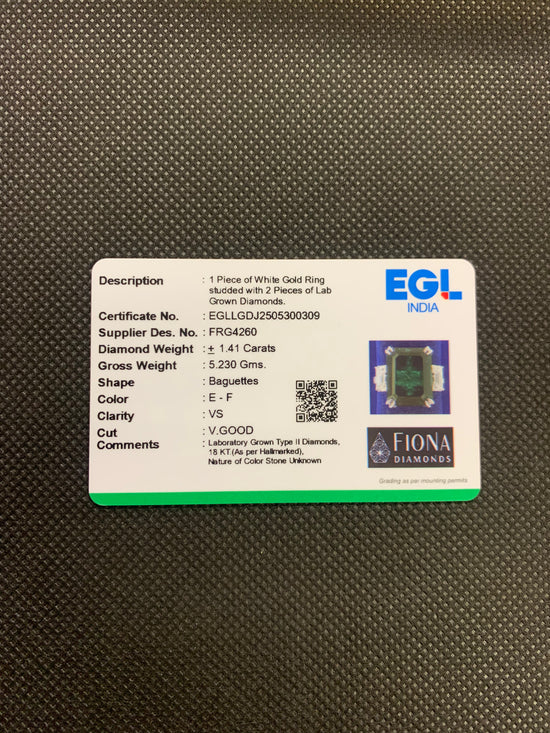 Description : 1 Piece of White Gold Ring
studded with 2 Pieces of Lab
Grown Diamonds.
Certificate No. : EGLLGDJ2505300309
Supplier Des. No. : FRG4260
Diamond Weight : ± 1.41 Carats
Gross Weight : 5.230 Gms.
Shape : Baguettes
Color : E - F
Clarity : VS
Cut : V.GOOD
Comments : Laboratory Grown Type II Diamonds,
18 KT.(As per Hallmarked),
Nature of Color Stone Unknown
EGL
INDIA
FIONA
DIAMONDS
Grading as per mounting permits